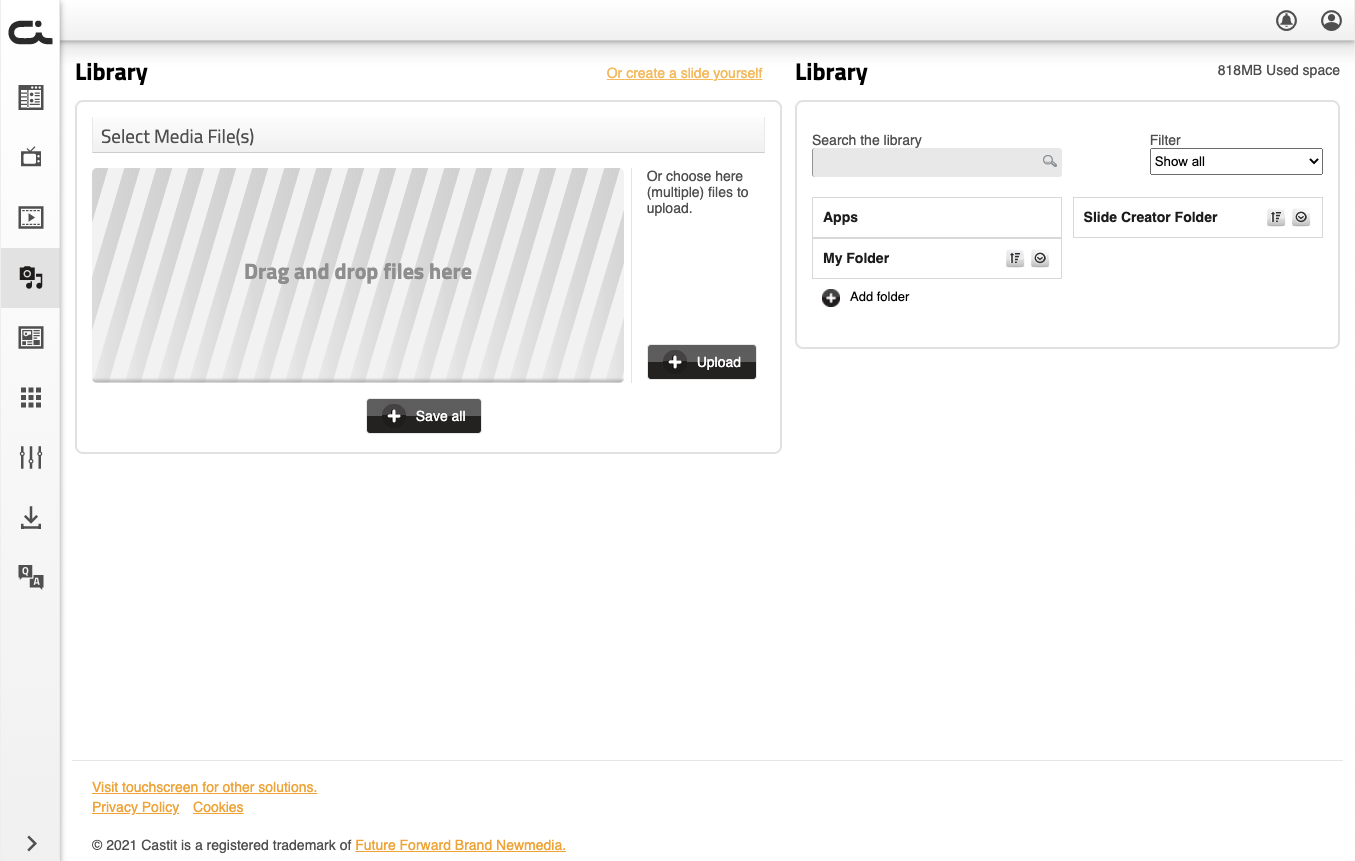 Library
Or create a slide yourself
Select Media File(s)
Drag and drop files here
Or choose here
(multiple) files to
upload.
Upload
Save all
Library
818MB Used space
Search the library
Filter
Show all
Apps
Slide Creator Folder
My Folder
Add folder
Q
A
Visit touchscreen for other solutions.
Privacy Policy Cookies
© 2021 Castit is a registered trademark of Future Forward Brand Newmedia.